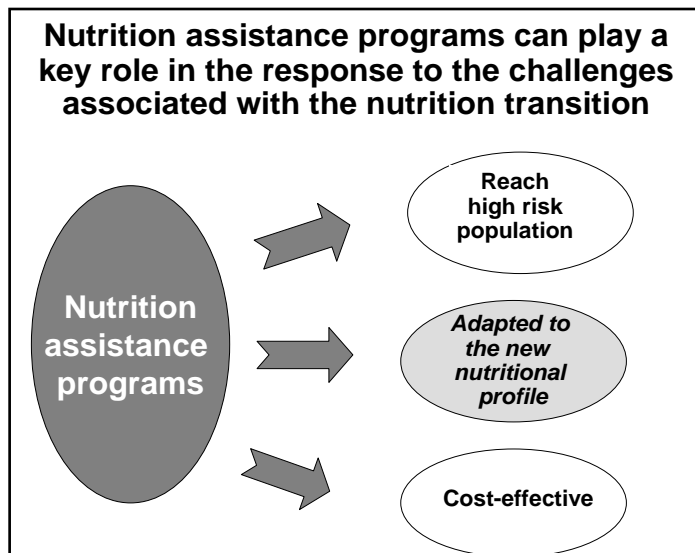 Nutrition assistance programs can play a
key role in the response to the challenges
associated with the nutrition transition
Nutrition
assistance
programs
Reach
high risk
population
Adapted to
the new
nutritional
profile
Cost-effective